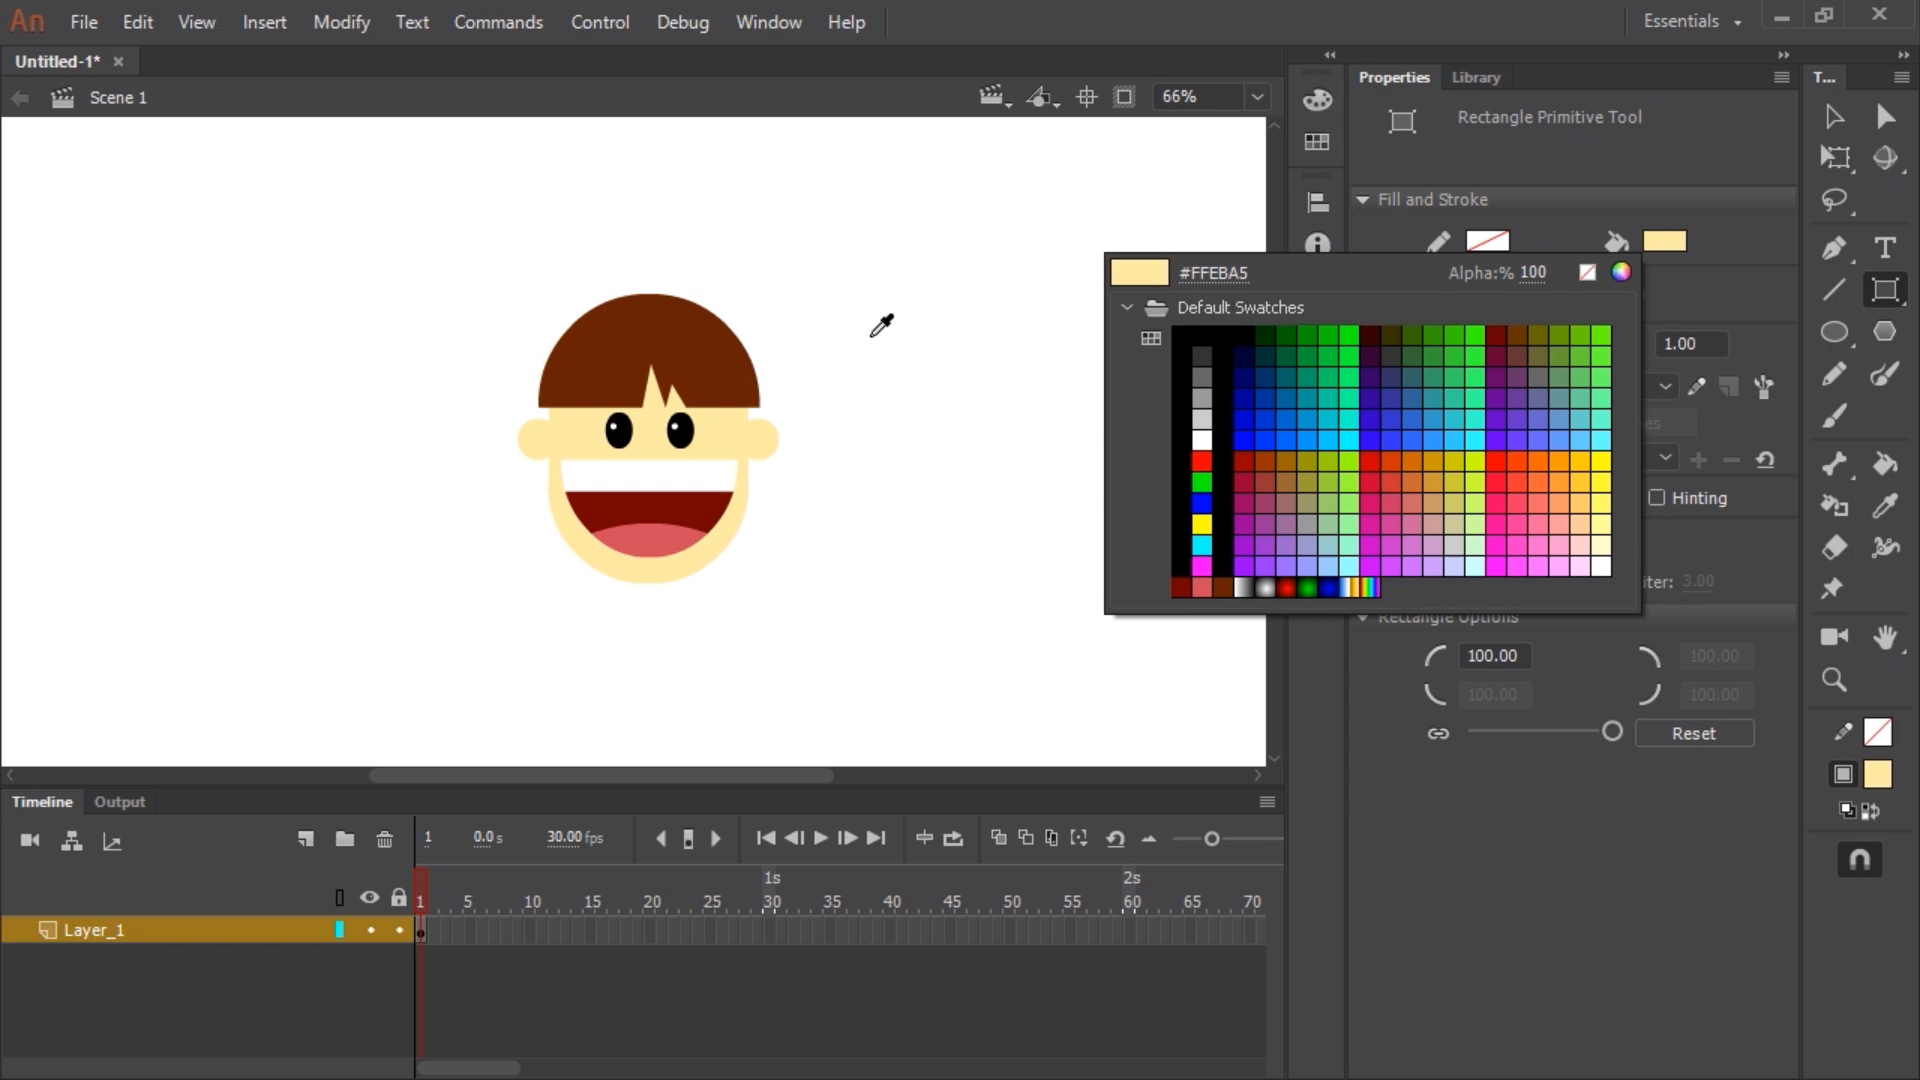 An File Edit View Insert Modify Text Commands Control Debug Window Help Essentials
Untitled-1*
Scene 1 66%
Properties Library T...
Rectangle Primitive Tool
Fill and Stroke
#FFEBA5 Alpha:% 100
Default Swatches
1.00
es
Hinting
iter: 3.00
Rectangle Options
100.00 100.00
100.00 100.00
Reset
Timeline Output
1 0.0 s 30.00 fps
1s 2s
1 5 10 15 20 25 30 35 40 45 50 55 60 65 70
Layer_1